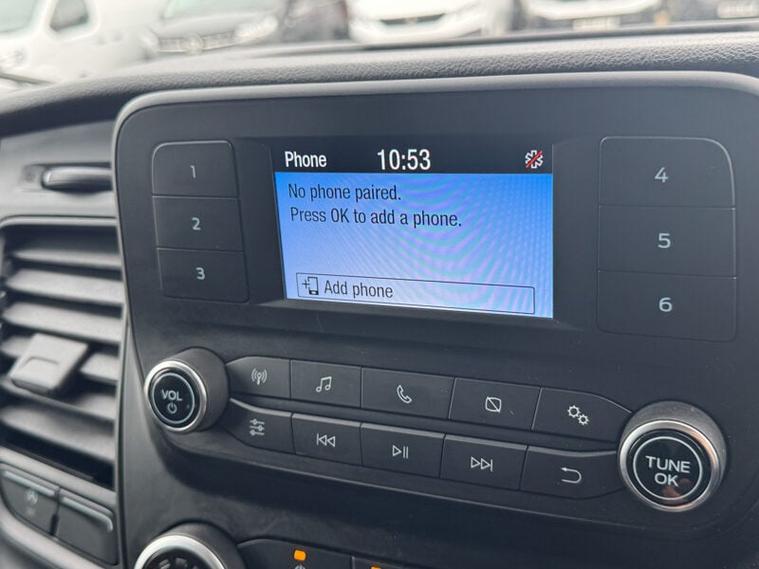 Phone 10:53
No phone paired.
Press OK to add a phone.
Add phone
1
2
3
4
5
6
VOL
TUNE
OK